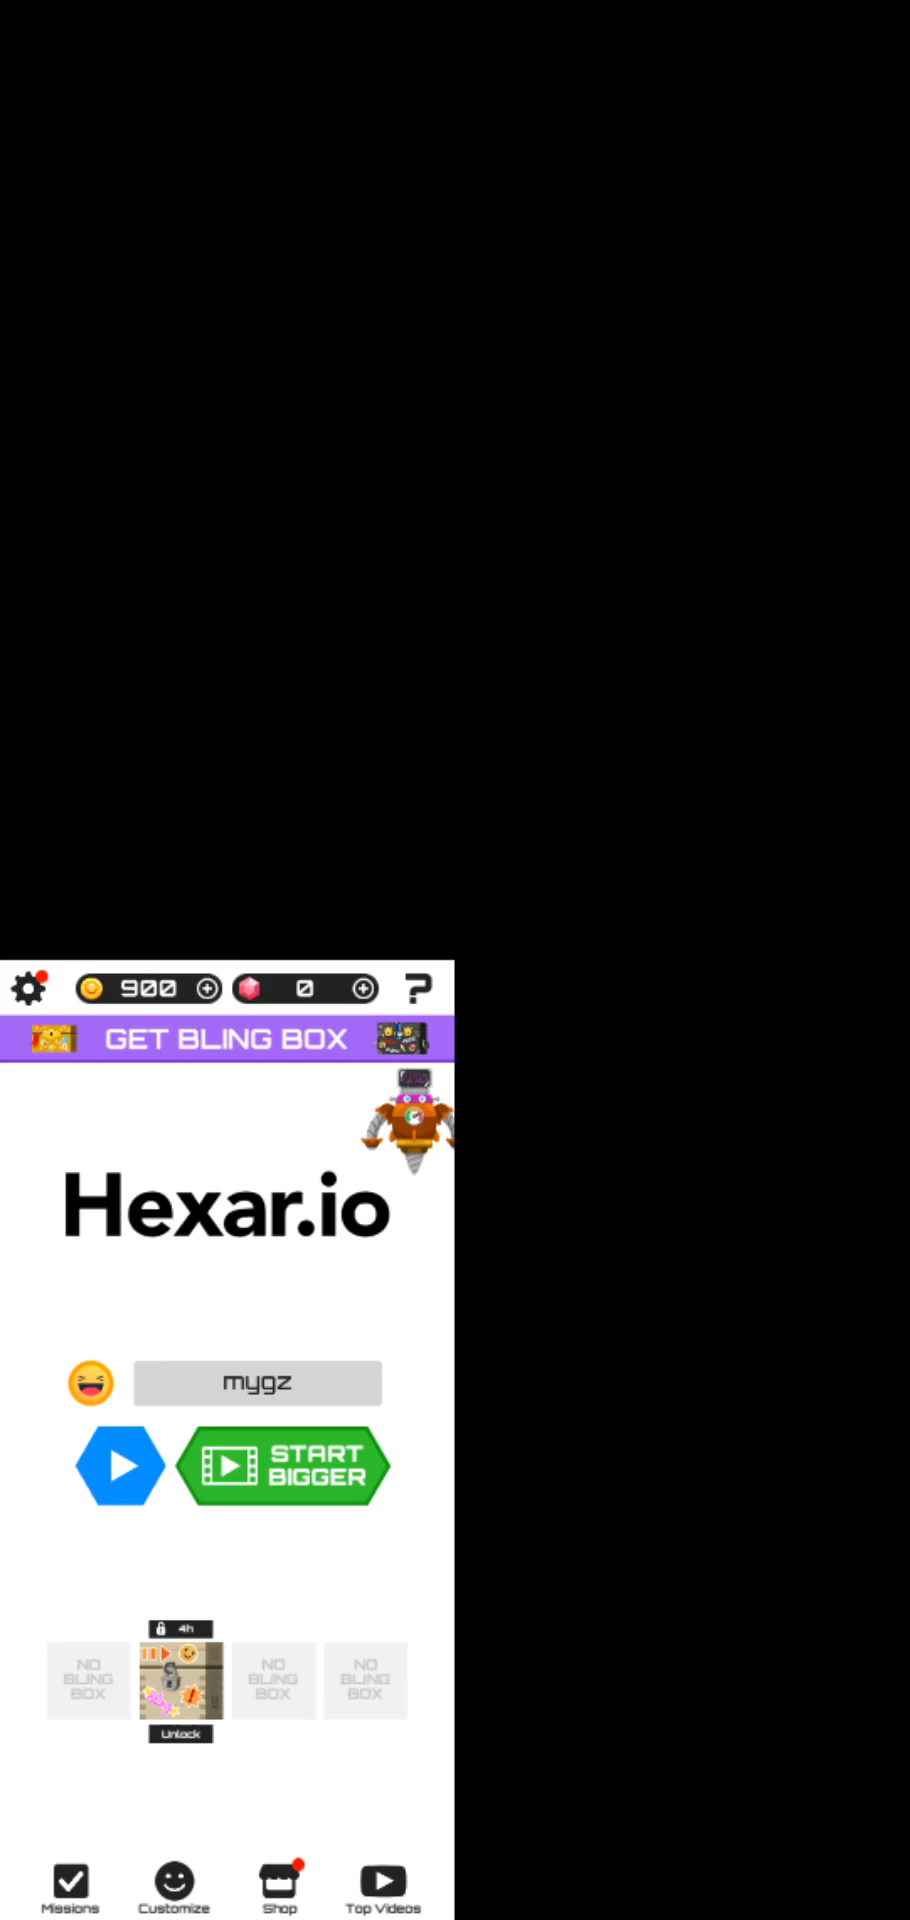 900
0
?
GET BLING BOX
Hexar.io
mygz
START
BIGGER
4h
NO
BLING
BOX
NO
BLING
BOX
NO
BLING
BOX
Unlock
Missions
Customize
Shop
Top Videos